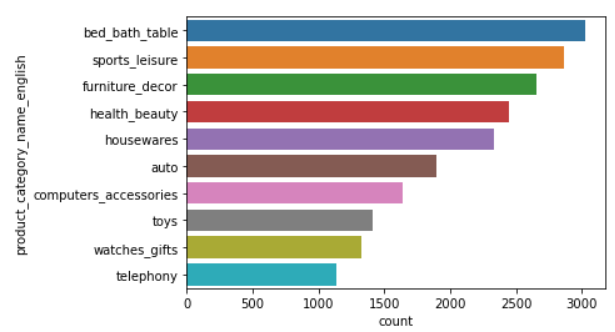 product_category_name_english
bed_bath_table
sports_leisure
furniture_decor
health_beauty
housewares
auto
computers_accessories
toys
watches_gifts
telephony
0 500 1000 1500 2000 2500 3000
count